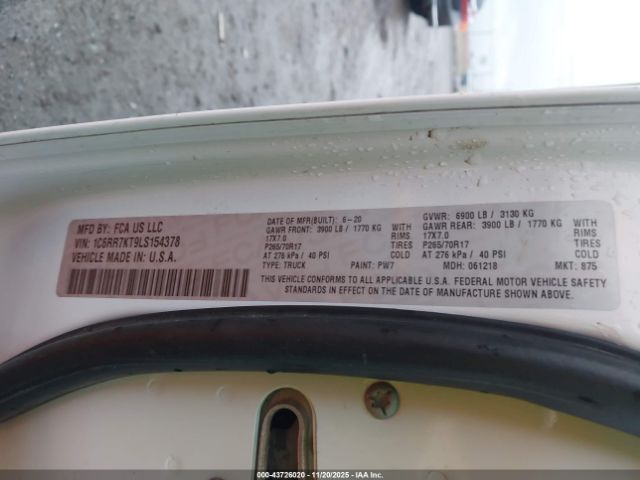 MFD BY: FCA US LLC
VIN: 1C6RR7KT9LS154378
VEHICLE MADE IN: U.S.A.
DATE OF MFR(BUILT): 6-20
GVWR: 6900 LB / 3130 KG
GAWR FRONT: 3900 LB / 1770 KG WITH
GAWR REAR: 3900 LB / 1770 KG WITH
17X7.0 RIMS
17X7.0 RIMS
P265/70R17 TIRES
P265/70R17 TIRES
AT 276 kPa / 40 PSI COLD
AT 276 kPa / 40 PSI COLD
TYPE: TRUCK PAINT: PW7 MDH: 061218 MKT: 875
THIS VEHICLE CONFORMS TO ALL APPLICABLE U.S.A. FEDERAL MOTOR VEHICLE SAFETY
STANDARDS IN EFFECT ON THE DATE OF MANUFACTURE SHOWN ABOVE.
000-43726020 - 11/20/2025 - IAA, Inc.